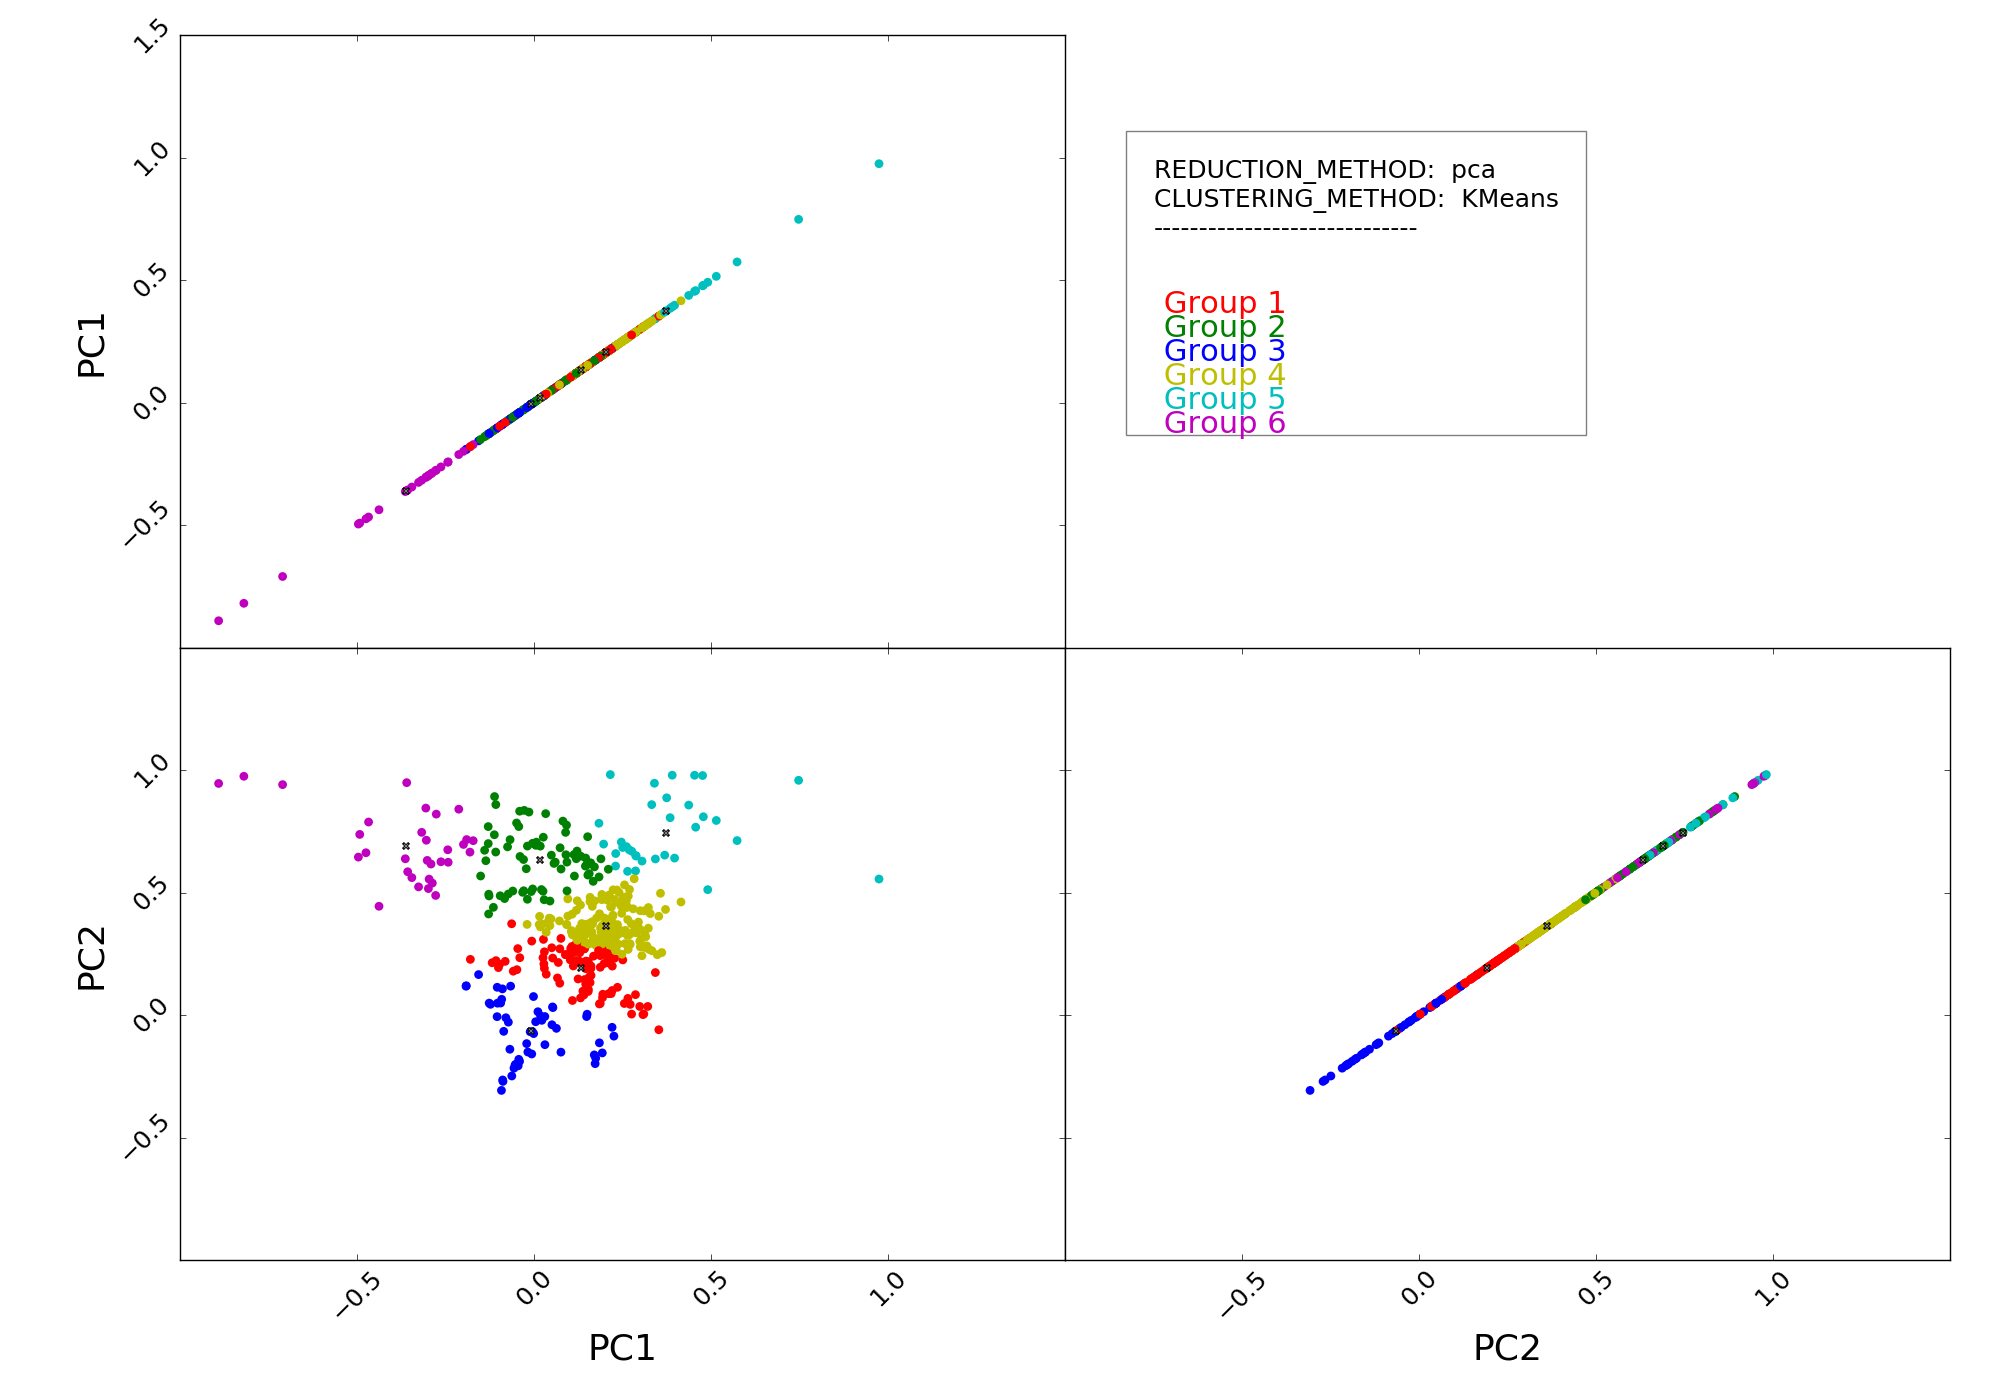 1.5
1.0
0.5
0.0
−0.5
PC1
REDUCTION_METHOD: pca
CLUSTERING_METHOD: KMeans
-----------------------------
Group 1
Group 2
Group 3
Group 4
Group 5
Group 6
1.0
0.5
0.0
−0.5
PC2
−0.5 0.0 0.5 1.0
PC1
−0.5 0.0 0.5 1.0
PC2